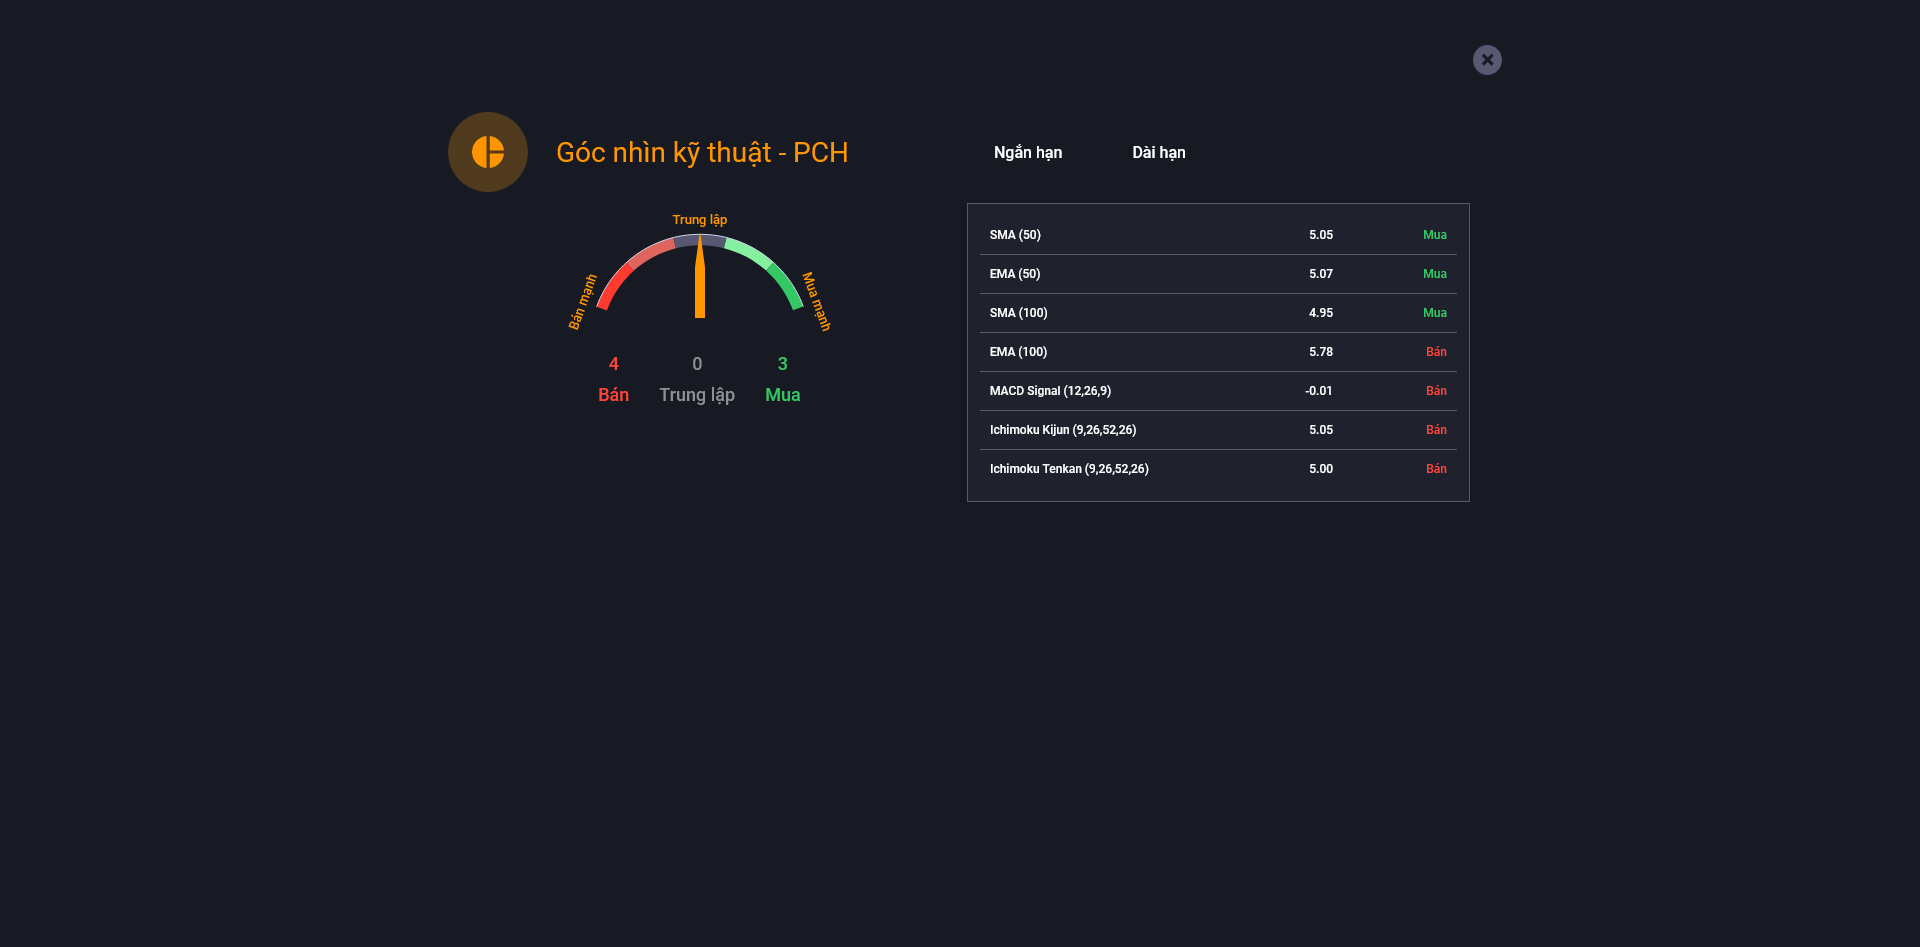 Góc nhìn kỹ thuật - PCH
Ngắn hạn Dài hạn
Trung lập
Bán mạnh
Mua mạnh
4 0 3
Bán Trung lập Mua
SMA (50) 5.05 Mua
EMA (50) 5.07 Mua
SMA (100) 4.95 Mua
EMA (100) 5.78 Bán
MACD Signal (12,26,9) -0.01 Bán
Ichimoku Kijun (9,26,52,26) 5.05 Bán
Ichimoku Tenkan (9,26,52,26) 5.00 Bán